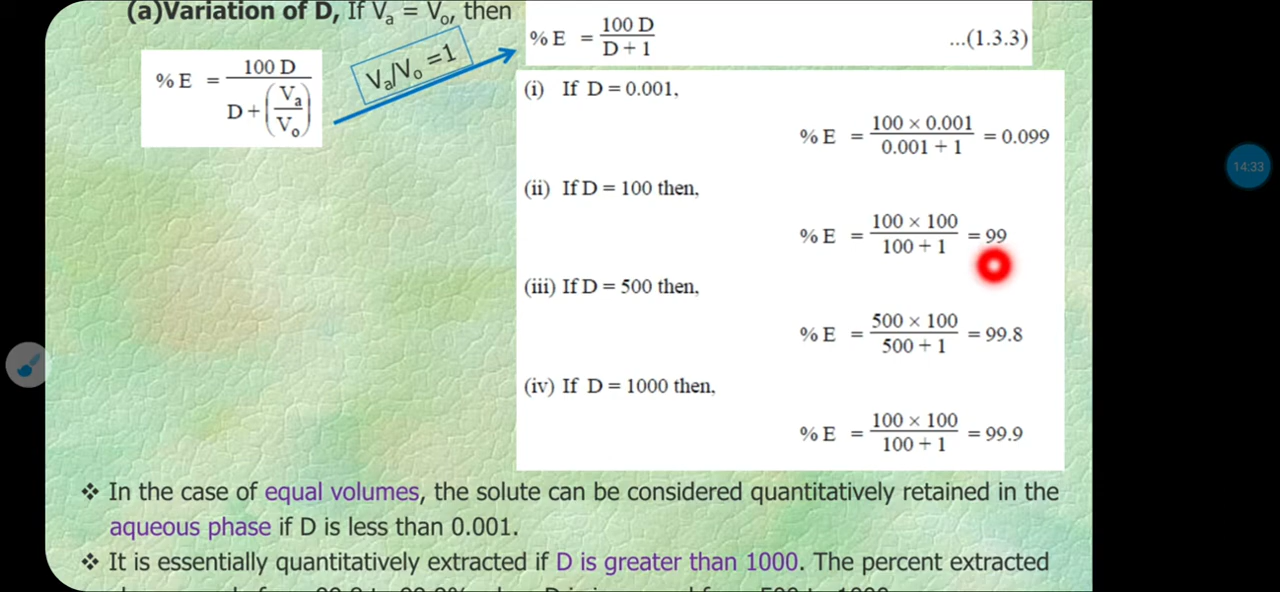 (a)Variation of D, If Va = Vo, then
% E = 100 D / D + 1 ...(1.3.3)
% E = 100 D / D + (Va / Vo)
Va/Vo =1
(i) If D = 0.001,
% E = 100 × 0.001 / 0.001 + 1 = 0.099
(ii) If D = 100 then,
% E = 100 × 100 / 100 + 1 = 99
(iii) If D = 500 then,
% E = 500 × 100 / 500 + 1 = 99.8
(iv) If D = 1000 then,
% E = 100 × 100 / 100 + 1 = 99.9
❖ In the case of equal volumes, the solute can be considered quantitatively retained in the
aqueous phase if D is less than 0.001.
❖ It is essentially quantitatively extracted if D is greater than 1000. The percent extracted
14:33